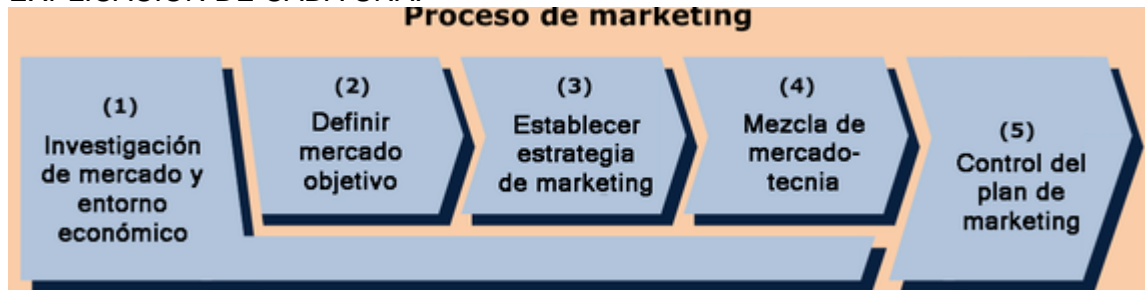 Proceso de marketing
(1)
Investigación
de mercado y
entorno
económico
(2)
Definir
mercado
objetivo
(3)
Establecer
estrategia
de marketing
(4)
Mezcla de
mercado-
tecnia
(5)
Control del
plan de
marketing